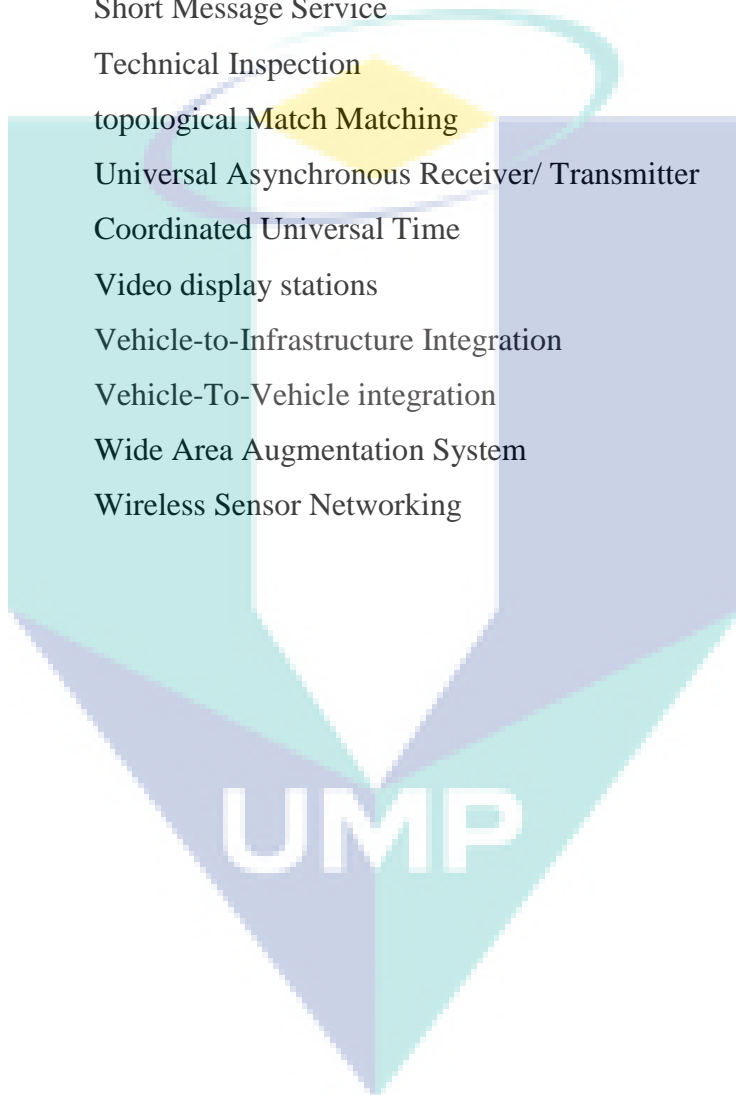 Short Message Service
Technical Inspection
topological Match Matching
Universal Asynchronous Receiver/ Transmitter
Coordinated Universal Time
Video display stations
Vehicle-to-Infrastructure Integration
Vehicle-To-Vehicle integration
Wide Area Augmentation System
Wireless Sensor Networking
UMP